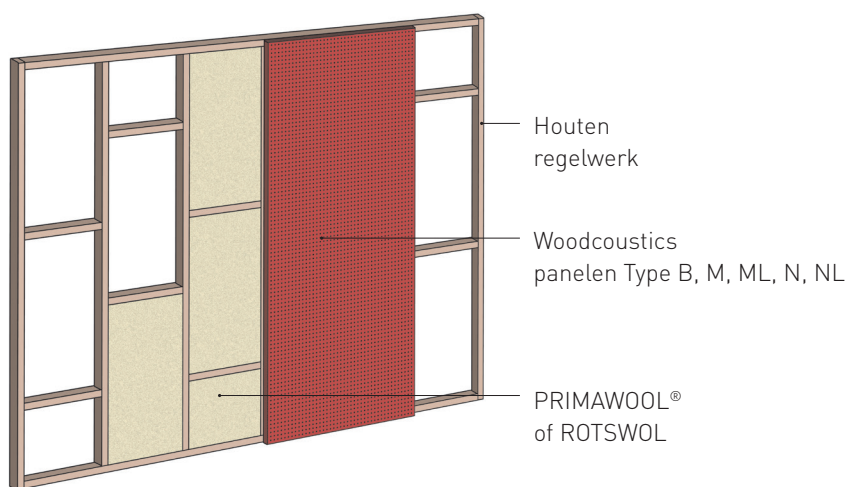 Houten
regelwerk
Woodcoustics
panelen Type B, M, ML, N, NL
PRIMAWOOL®
of ROTSWOL